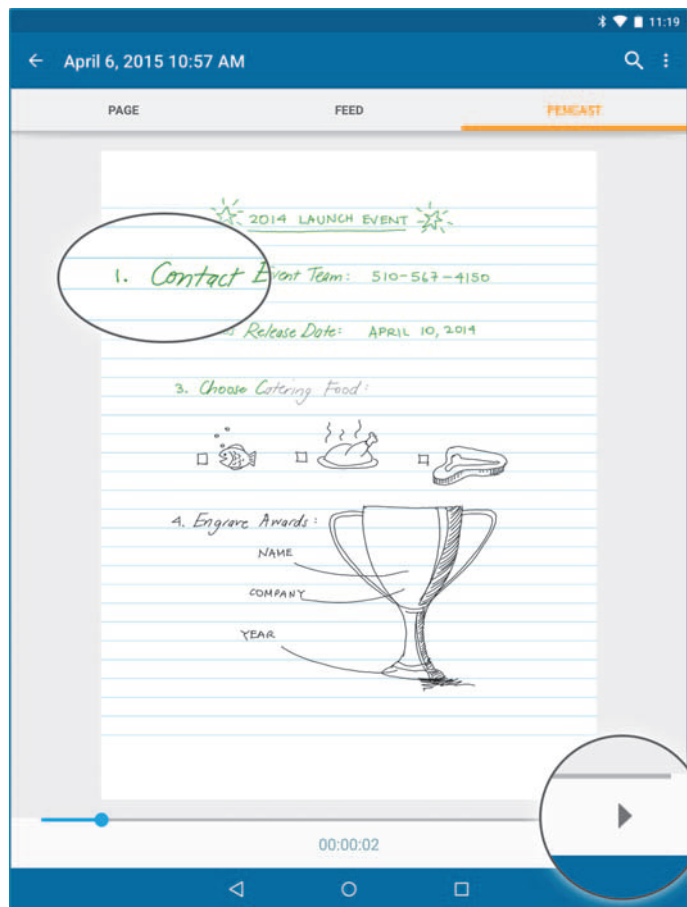 11:19
April 6, 2015 10:57 AM
PAGE FEED PENCAST
2014 LAUNCH EVENT
1. Contact Event Team: 510-567-4150
Release Date: APRIL 10, 2014
3. Choose Catering Food:
4. Engrave Awards:
NAME
COMPANY
YEAR
00:00:02